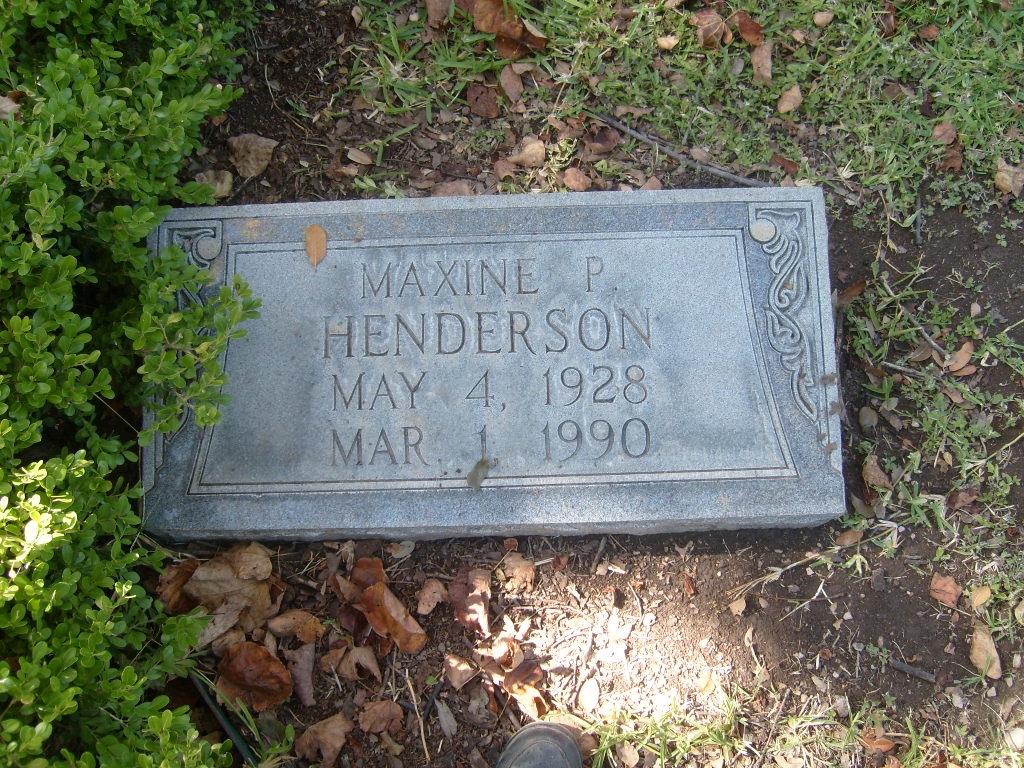 MAXINE P.
HENDERSON
MAY 4, 1928
MAR. 1, 1990